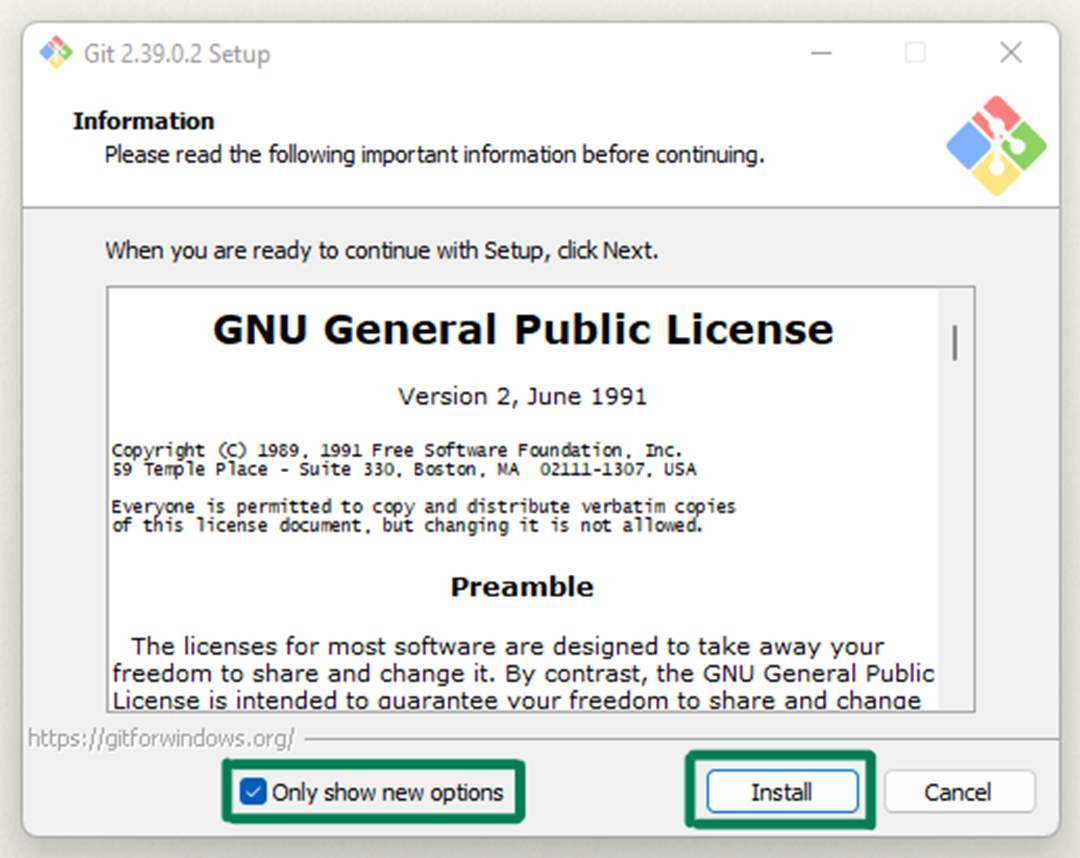 Git 2.39.0.2 Setup
Information
Please read the following important information before continuing.
When you are ready to continue with Setup, click Next.
GNU General Public License
Version 2, June 1991
Copyright (C) 1989, 1991 Free Software Foundation, Inc.
59 Temple Place - Suite 330, Boston, MA  02111-1307, USA
Everyone is permitted to copy and distribute verbatim copies
of this license document, but changing it is not allowed.
Preamble
The licenses for most software are designed to take away your
freedom to share and change it. By contrast, the GNU General Public
License is intended to guarantee your freedom to share and change
https://gitforwindows.org/
Only show new options
Install
Cancel